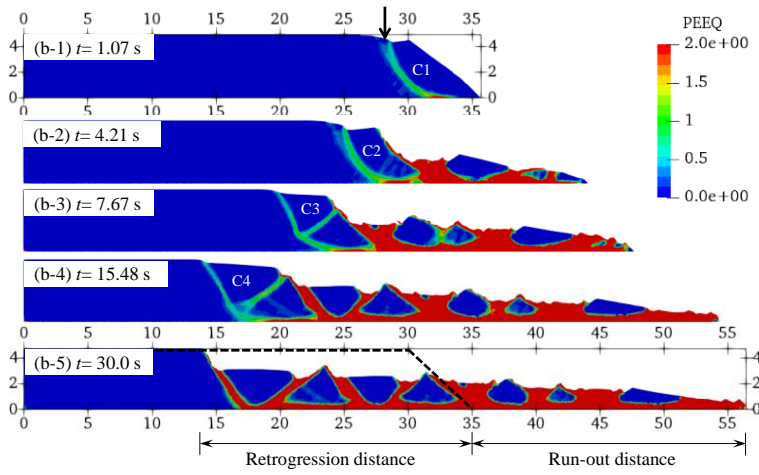 0 5 10 15 20 25 30 35
PEEQ
4 2 0 (b-1) t= 1.07 s C1 4 2 0
2.0e+00
1.5
1
0.5
0.0e+00
0 5 10 15 20 25 30 35
(b-2) t= 4.21 s C2
(b-3) t= 7.67 s C3
(b-4) t= 15.48 s C4
0 5 10 15 20 25 30 35 40 45 50 55
4 2 0 (b-5) t= 30.0 s 4 2 0
0 5 10 15 20 25 30 35 40 45 50 55
Retrogression distance Run-out distance